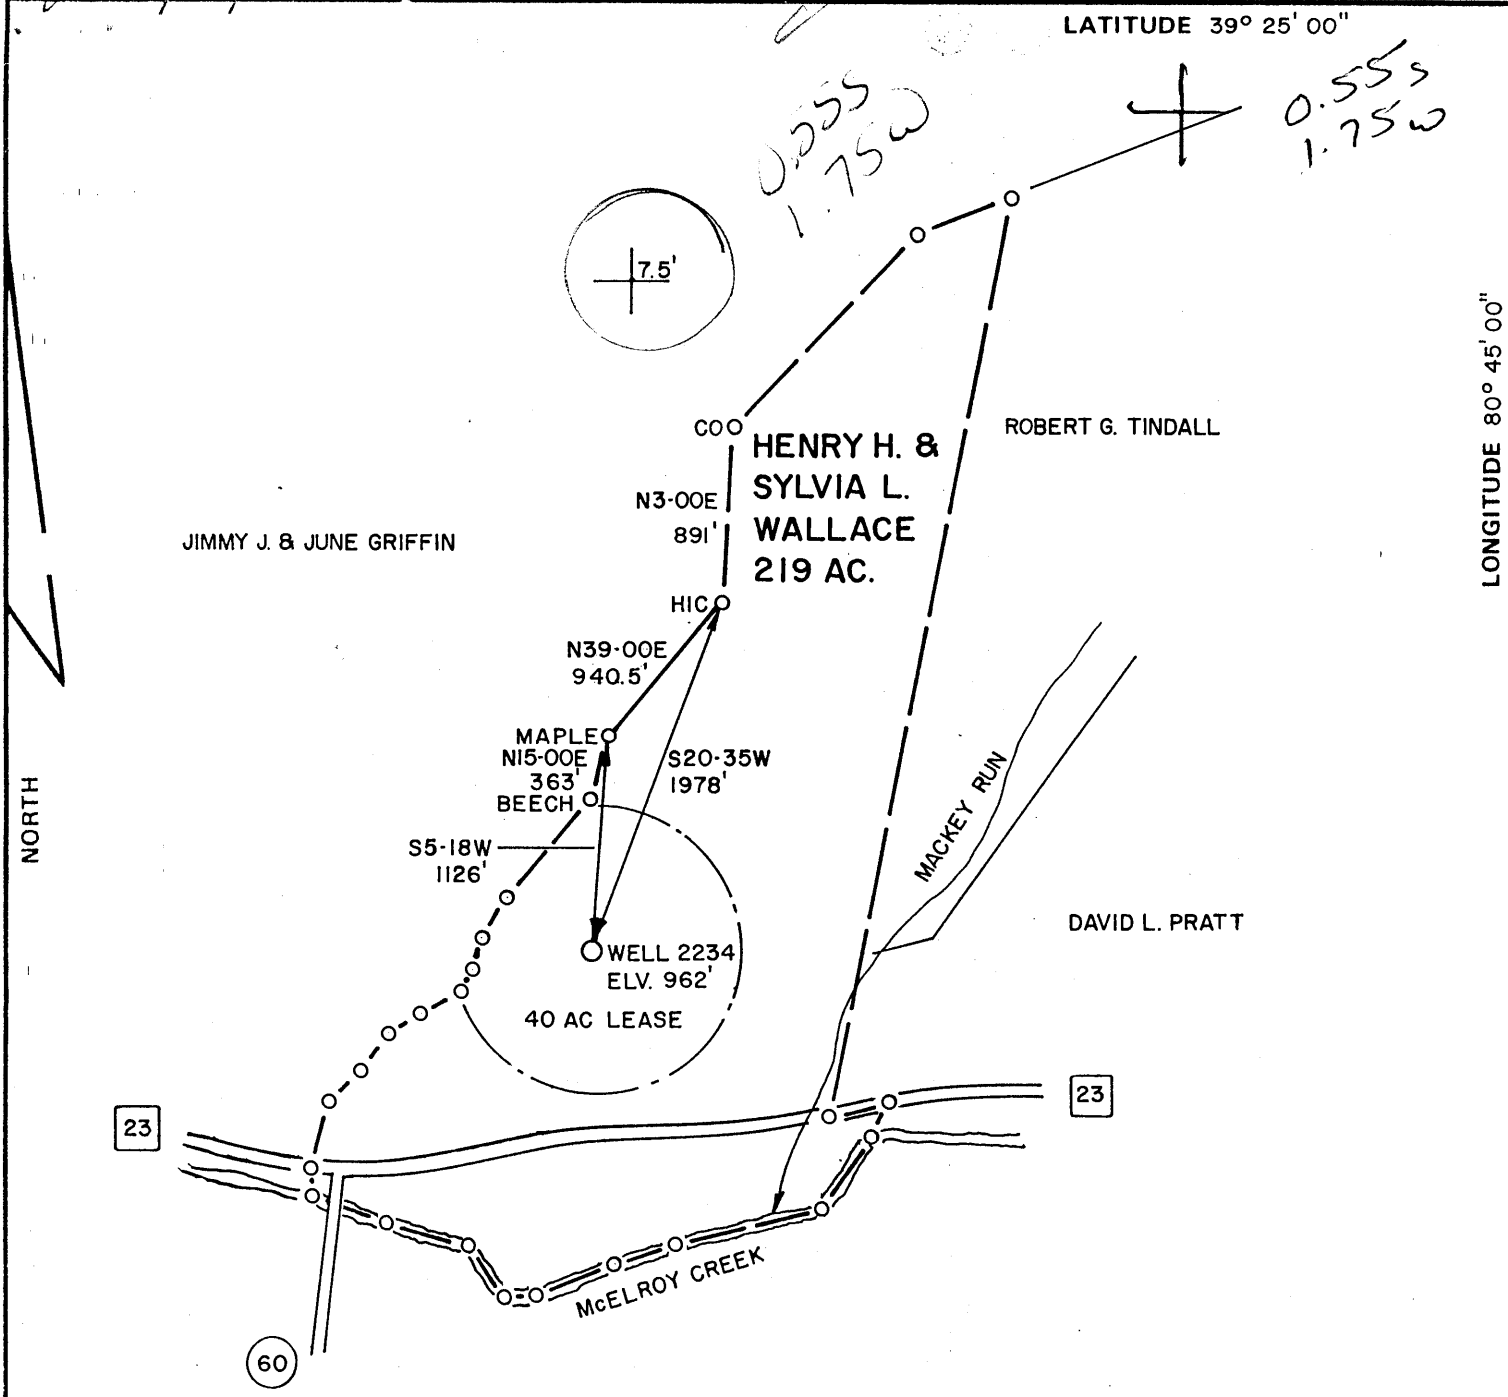 LATITUDE 39° 25' 00"
0.55S
1.75W
0.55S
1.75W
7.5'
LONGITUDE 80° 45' 00"
CO
HENRY H. &
SYLVIA L.
WALLACE
219 AC.
ROBERT G. TINDALL
N3-00E
891'
JIMMY J. & JUNE GRIFFIN
HIC
N39-00E
940.5'
MAPLE
N15-00E
363'
BEECH
S20-35W
1978'
MACKEY RUN
NORTH
S5-18W
1126'
DAVID L. PRATT
WELL 2234
ELV. 962'
40 AC LEASE
23
23
McELROY CREEK
60